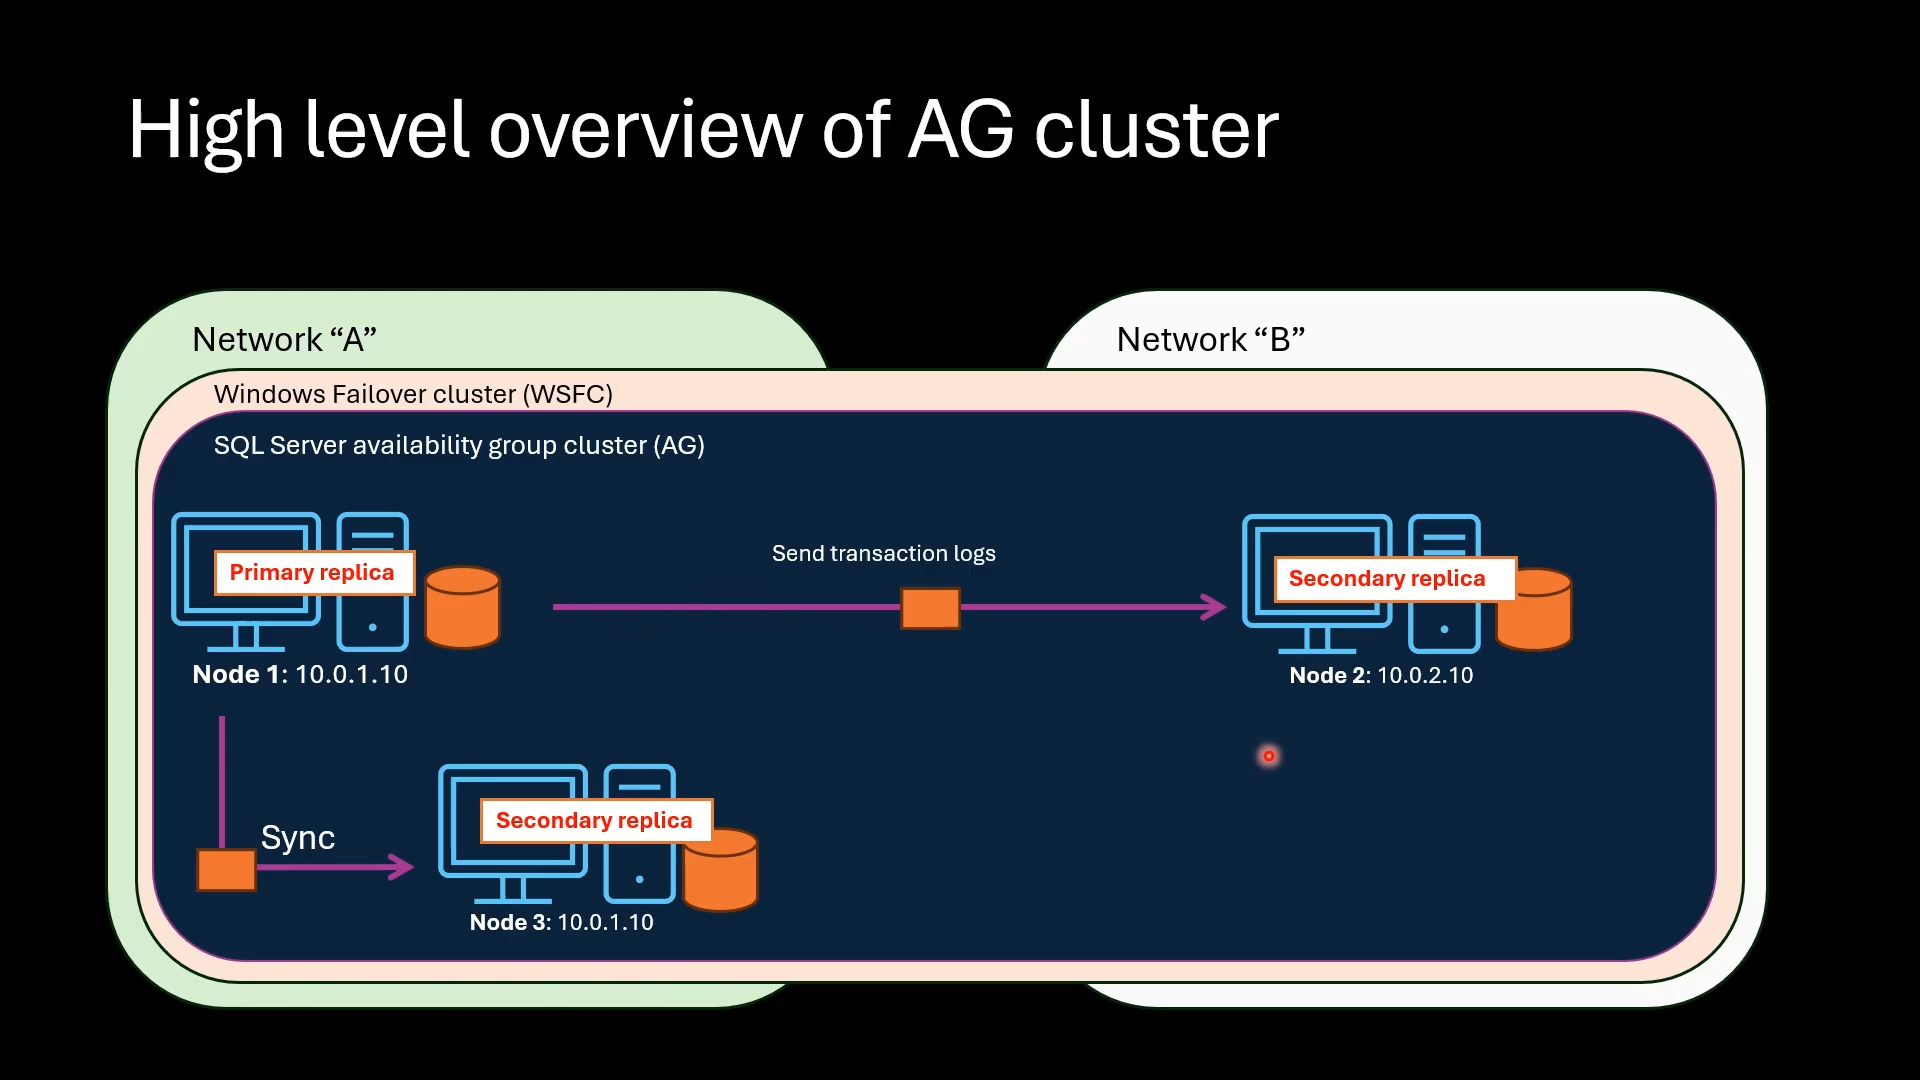 High level overview of AG cluster
Network “A”
Network “B”
Windows Failover cluster (WSFC)
SQL Server availability group cluster (AG)
Primary replica
Send transaction logs
Secondary replica
Node 1: 10.0.1.10
Node 2: 10.0.2.10
Sync
Secondary replica
Node 3: 10.0.1.10